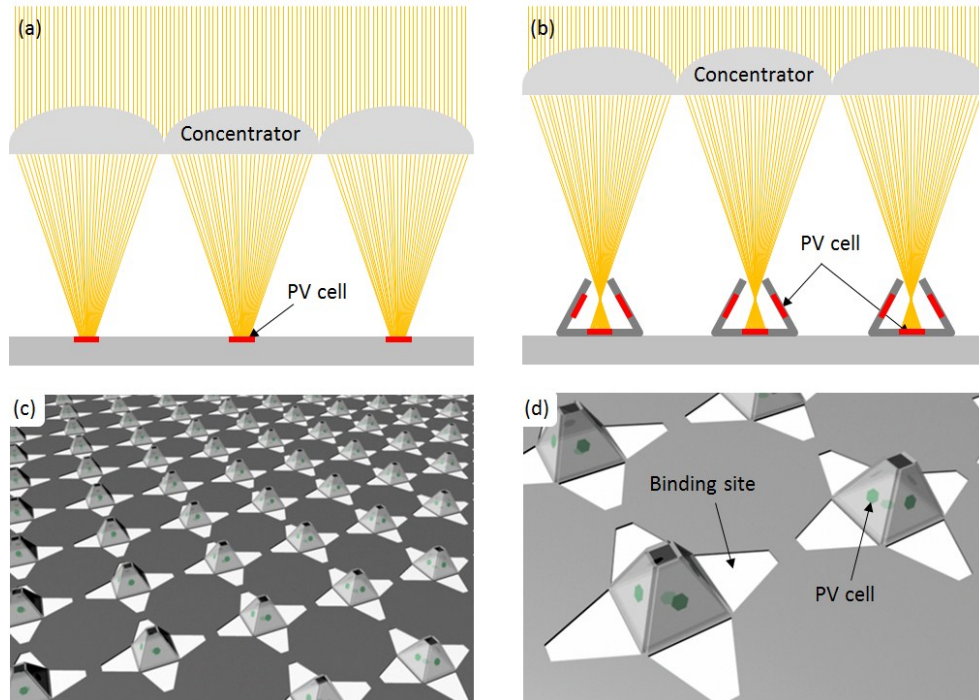 (a)
Concentrator
PV cell
(b)
Concentrator
PV cell
(c)
(d)
Binding site
PV cell